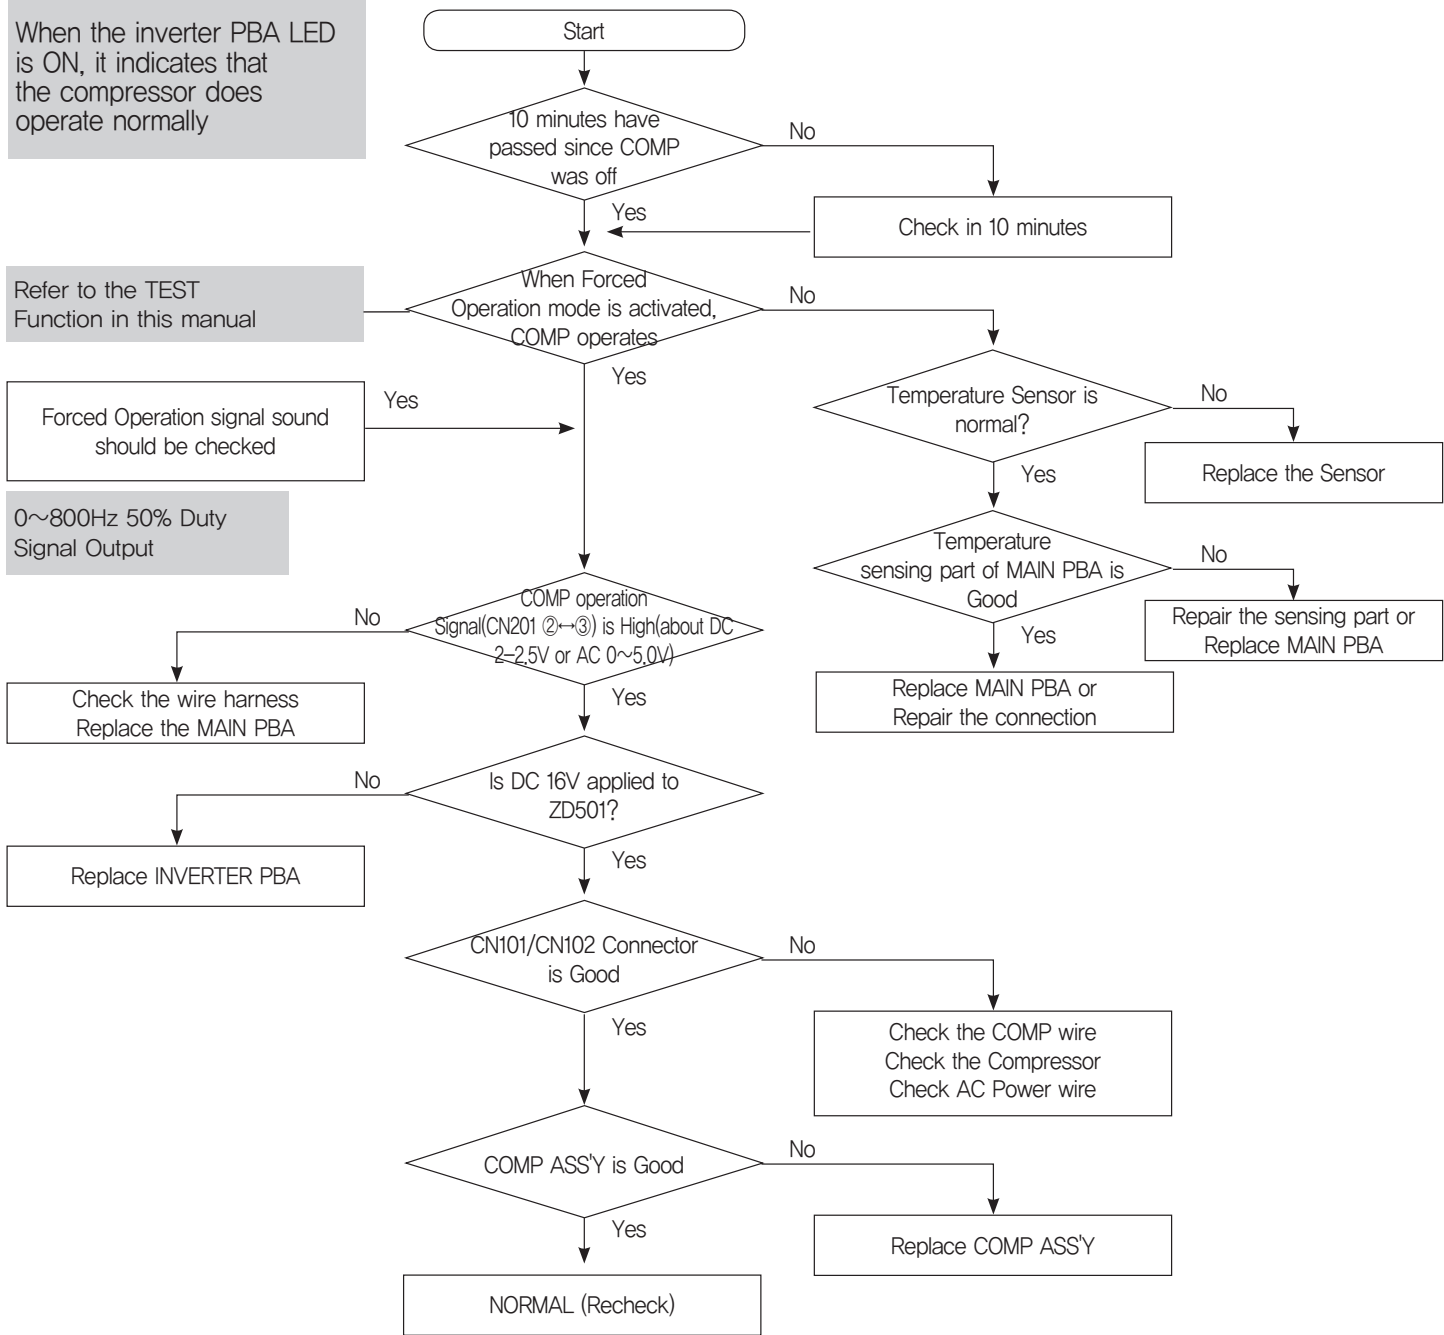 When the inverter PBA LED
is ON, it indicates that
the compressor does
operate normally
Start
10 minutes have
passed since COMP
was off
No
Yes
Check in 10 minutes
Refer to the TEST
Function in this manual
When Forced
Operation mode is activated,
COMP operates
No
Yes
Forced Operation signal sound
should be checked
Yes
Temperature Sensor is
normal?
No
Yes
Replace the Sensor
0~800Hz 50% Duty
Signal Output
Temperature
sensing part of MAIN PBA is
Good
No
Yes
Repair the sensing part or
Replace MAIN PBA
Replace MAIN PBA or
Repair the connection
COMP operation
Signal(CN201 ②↔③) is High(about DC
2-2.5V or AC 0~5.0V)
No
Yes
Check the wire harness
Replace the MAIN PBA
Is DC 16V applied to
ZD501?
No
Yes
Replace INVERTER PBA
CN101/CN102 Connector
is Good
No
Yes
Check the COMP wire
Check the Compressor
Check AC Power wire
COMP ASS'Y is Good
No
Yes
Replace COMP ASS'Y
NORMAL (Recheck)